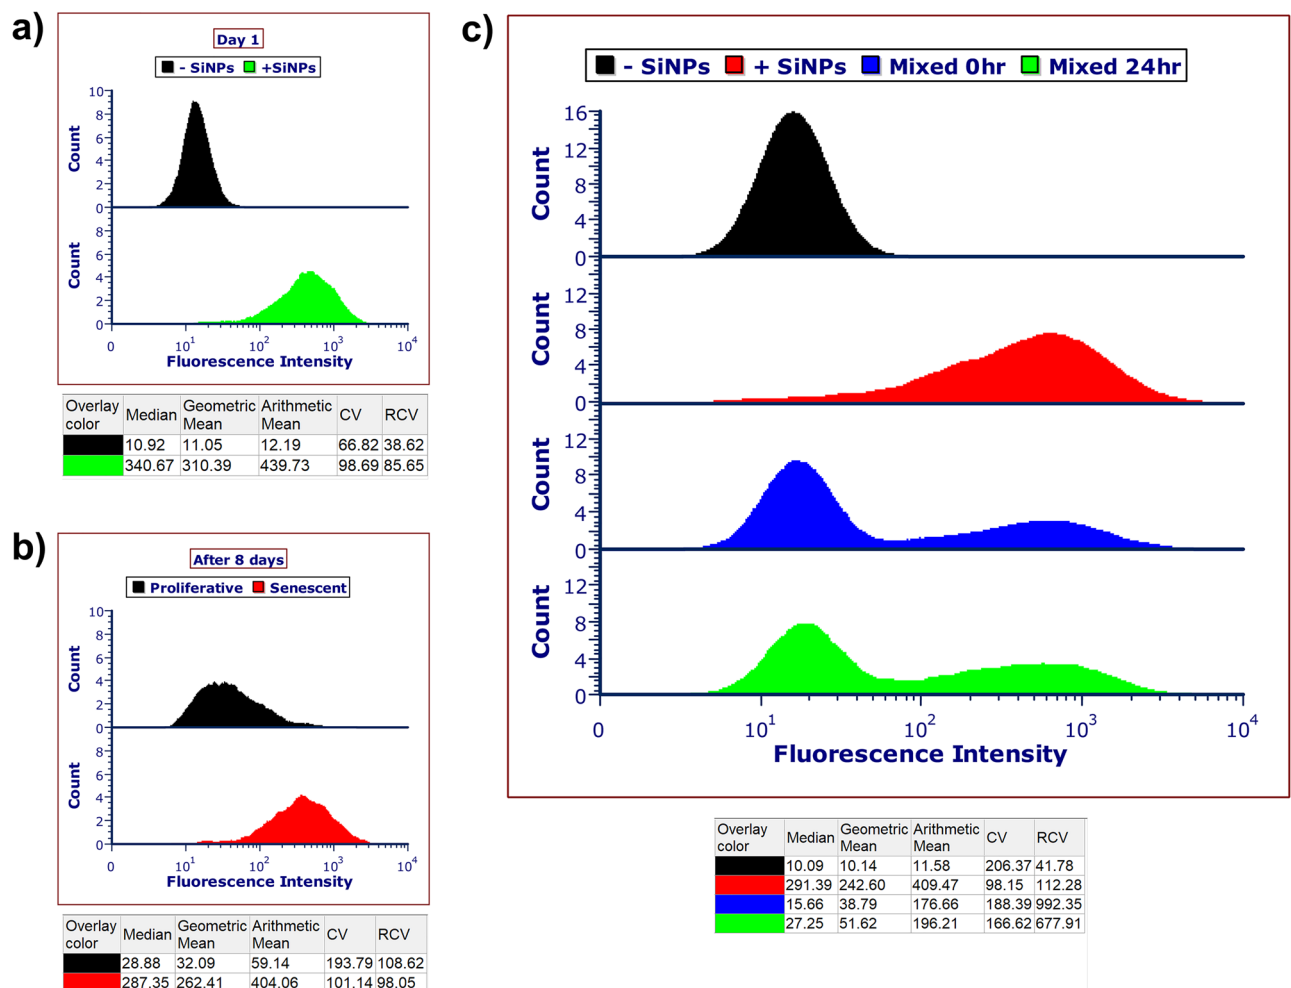 a)
Day 1
- SiNPs +SiNPs
10
8
6
4
2
0
Count
8
6
4
2
0
Count
0 10¹ 10² 10³ 10⁴
Fluorescence Intensity
Overlay color Median Geometric Mean Arithmetic Mean CV RCV
10.92 11.05 12.19 66.82 38.62
340.67 310.39 439.73 98.69 85.65
b)
After 8 days
Proliferative Senescent
10
8
6
4
2
0
Count
8
6
4
2
0
Count
0 10¹ 10² 10³ 10⁴
Fluorescence Intensity
Overlay color Median Geometric Mean Arithmetic Mean CV RCV
28.88 32.09 59.14 193.79 108.62
287.35 262.41 404.06 101.14 98.05
c)
- SiNPs + SiNPs Mixed 0hr Mixed 24hr
16
12
8
4
0
Count
12
8
4
0
Count
12
8
4
0
Count
12
8
4
0
Count
0 10¹ 10² 10³ 10⁴
Fluorescence Intensity
Overlay color Median Geometric Mean Arithmetic Mean CV RCV
10.09 10.14 11.58 206.37 41.78
291.39 242.60 409.47 98.15 112.28
15.66 38.79 176.66 188.39 992.35
27.25 51.62 196.21 166.62 677.91